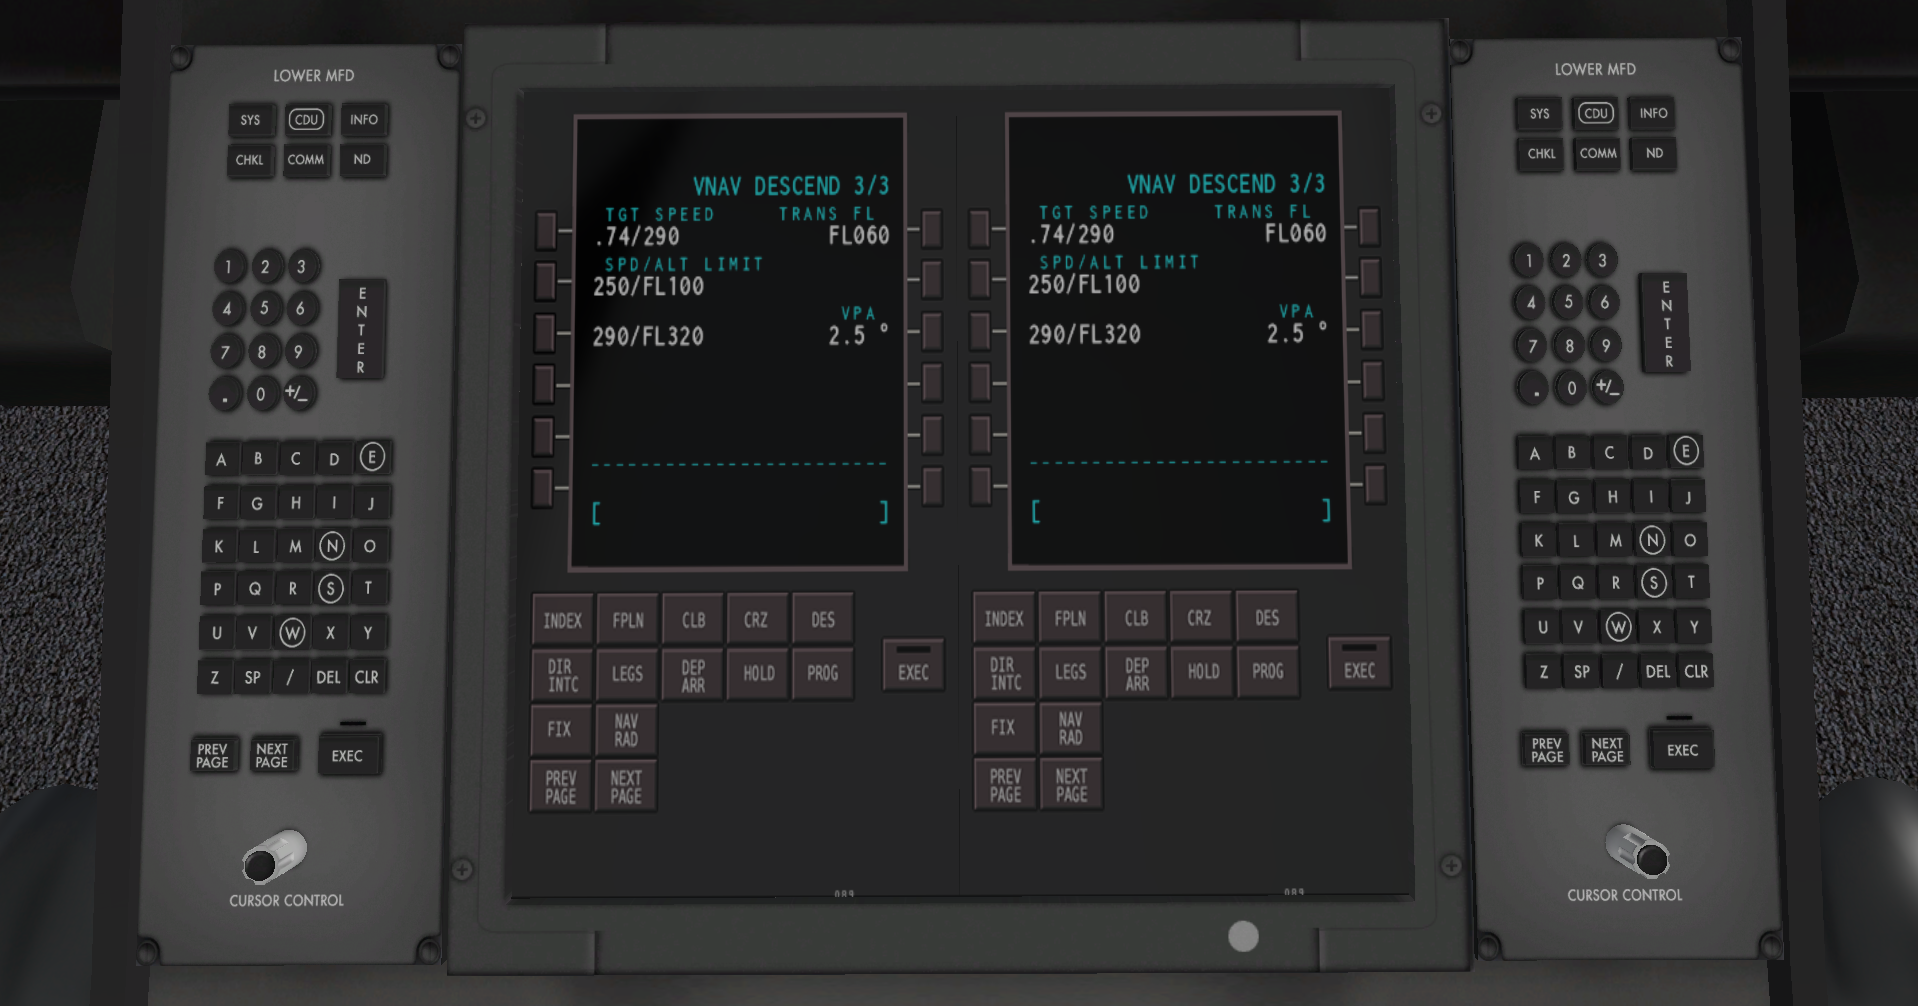 LOWER MFD
SYS CDU INFO
CHKL COMM ND
1 2 3
4 5 6
7 8 9
. 0 +/-
ENTER
A B C D E
F G H I J
K L M N O
P Q R S T
U V W X Y
Z SP / DEL CLR
PREV PAGE NEXT PAGE EXEC
CURSOR CONTROL
VNAV DESCEND 3/3
TGT SPEED TRANS FL
.74/290 FL060
SPD/ALT LIMIT
250/FL100
VPA
290/FL320 2.5 °
------------------------
[ ]
INDEX FPLN CLB CRZ DES
DIR INTC LEGS DEP ARR HOLD PROG EXEC
FIX NAV RAD
PREV PAGE NEXT PAGE
VNAV DESCEND 3/3
TGT SPEED TRANS FL
.74/290 FL060
SPD/ALT LIMIT
250/FL100
VPA
290/FL320 2.5 °
------------------------
[ ]
INDEX FPLN CLB CRZ DES
DIR INTC LEGS DEP ARR HOLD PROG EXEC
FIX NAV RAD
PREV PAGE NEXT PAGE
LOWER MFD
SYS CDU INFO
CHKL COMM ND
1 2 3
4 5 6
7 8 9
. 0 +/-
ENTER
A B C D E
F G H I J
K L M N O
P Q R S T
U V W X Y
Z SP / DEL CLR
PREV PAGE NEXT PAGE EXEC
CURSOR CONTROL